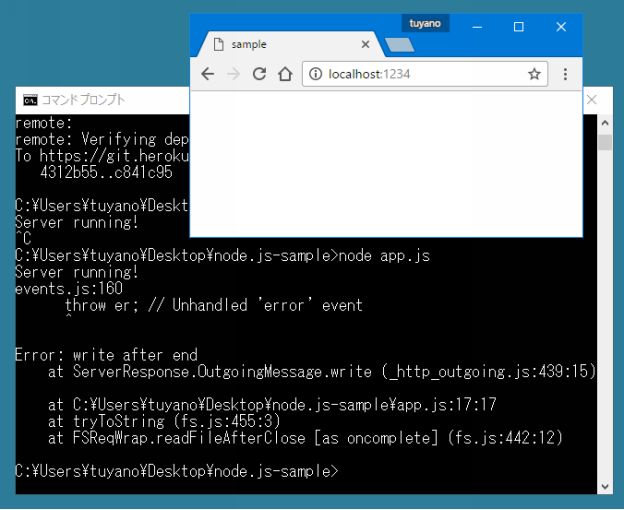 tuyano
sample
localhost:1234
コマンドプロンプト
remote:
remote: Verifying dep
To https://git.heroku
4312b55..c841c95
C:¥Users¥tuyano¥Deskt
Server running!
^C
C:¥Users¥tuyano¥Desktop¥node.js-sample>node app.js
Server running!
events.js:160
throw er; // Unhandled 'error' event
^
Error: write after end
at ServerResponse.OutgoingMessage.write (_http_outgoing.js:439:15)
at C:¥Users¥tuyano¥Desktop¥node.js-sample¥app.js:17:17
at tryToString (fs.js:455:3)
at FSReqWrap.readFileAfterClose [as oncomplete] (fs.js:442:12)
C:¥Users¥tuyano¥Desktop¥node.js-sample>